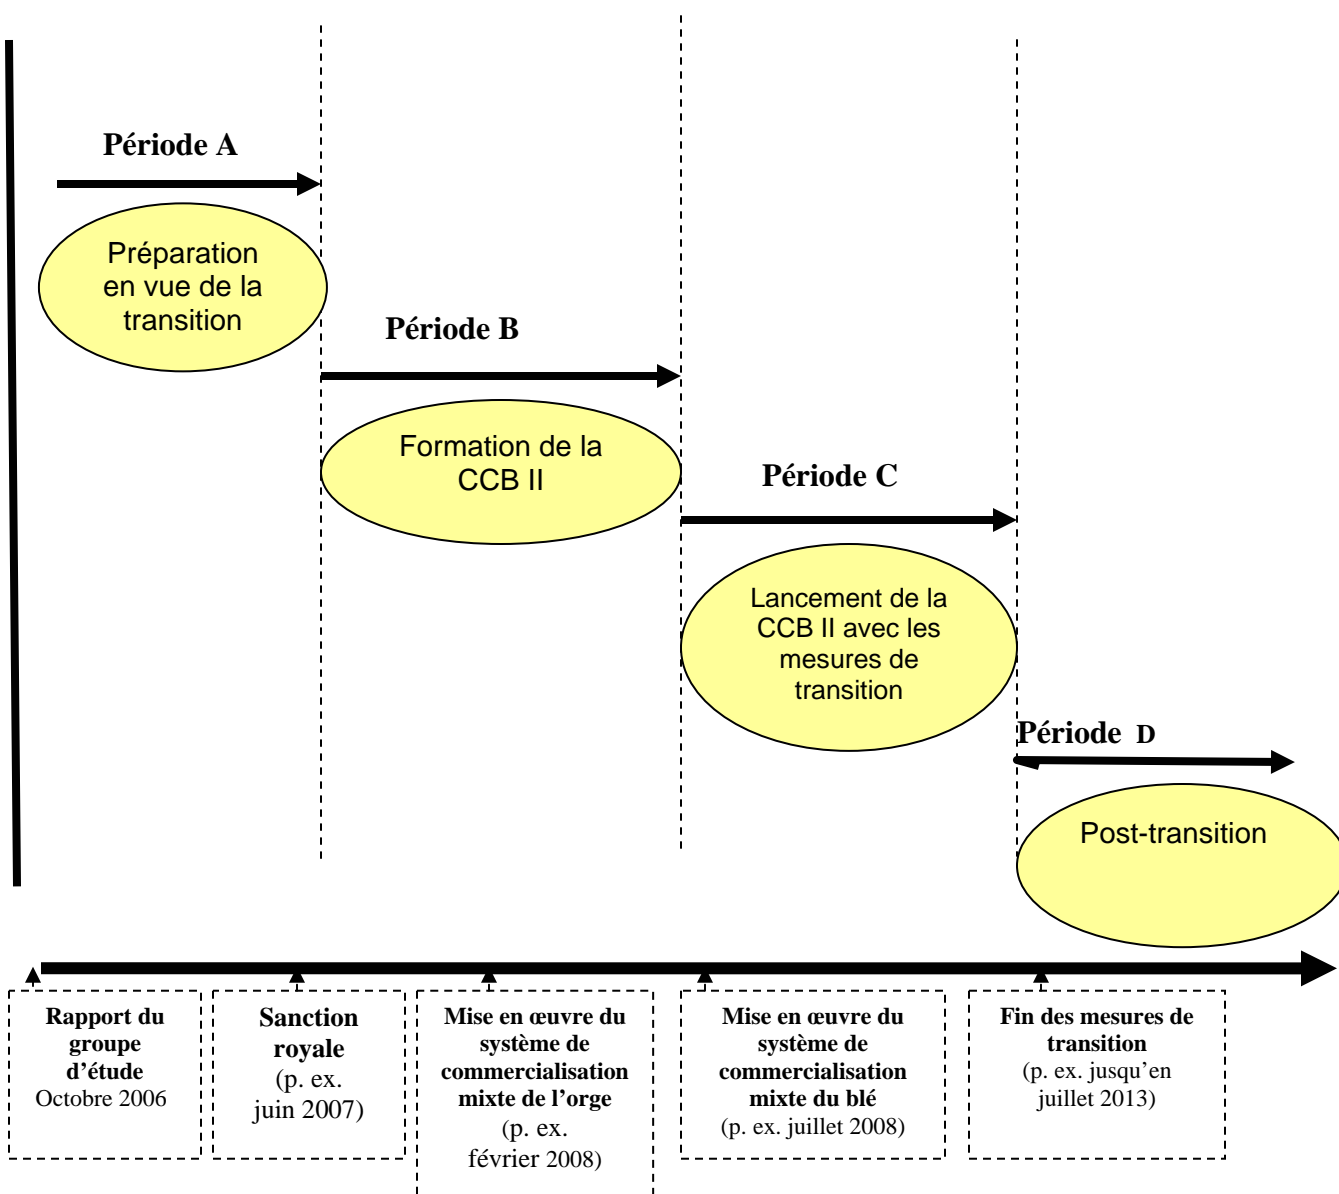 Période A
Préparation
en vue de la
transition
Période B
Formation de la
CCB II
Période C
Lancement de la
CCB II avec les
mesures de
transition
Période D
Post-transition
Rapport du
groupe
d’étude
Octobre 2006
Sanction
royale
(p. ex.
juin 2007)
Mise en œuvre du
système de
commercialisation
mixte de l’orge
(p. ex.
février 2008)
Mise en œuvre du
système de
commercialisation
mixte du blé
(p. ex. juillet 2008)
Fin des mesures de
transition
(p. ex. jusqu’en
juillet 2013)